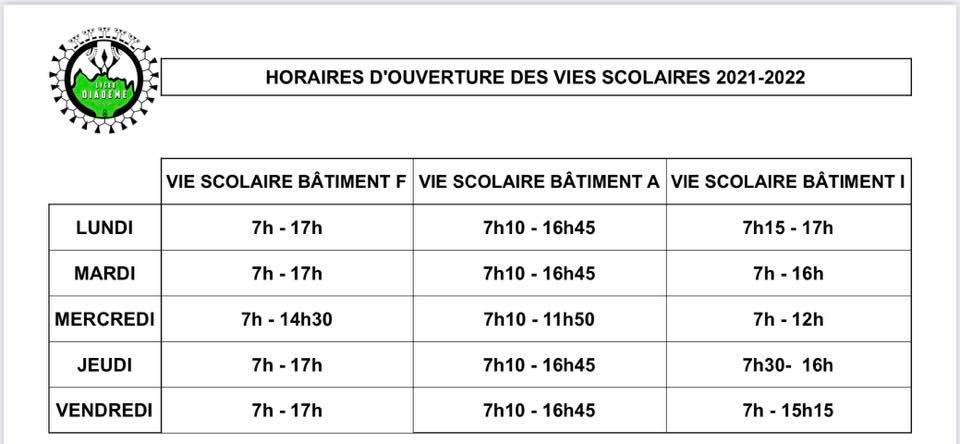 LYCEE
DIADEME
HORAIRES D'OUVERTURE DES VIES SCOLAIRES 2021-2022
VIE SCOLAIRE BÂTIMENT F VIE SCOLAIRE BÂTIMENT A VIE SCOLAIRE BÂTIMENT I
LUNDI 7h - 17h 7h10 - 16h45 7h15 - 17h
MARDI 7h - 17h 7h10 - 16h45 7h - 16h
MERCREDI 7h - 14h30 7h10 - 11h50 7h - 12h
JEUDI 7h - 17h 7h10 - 16h45 7h30-  16h
VENDREDI 7h - 17h 7h10 - 16h45 7h - 15h15